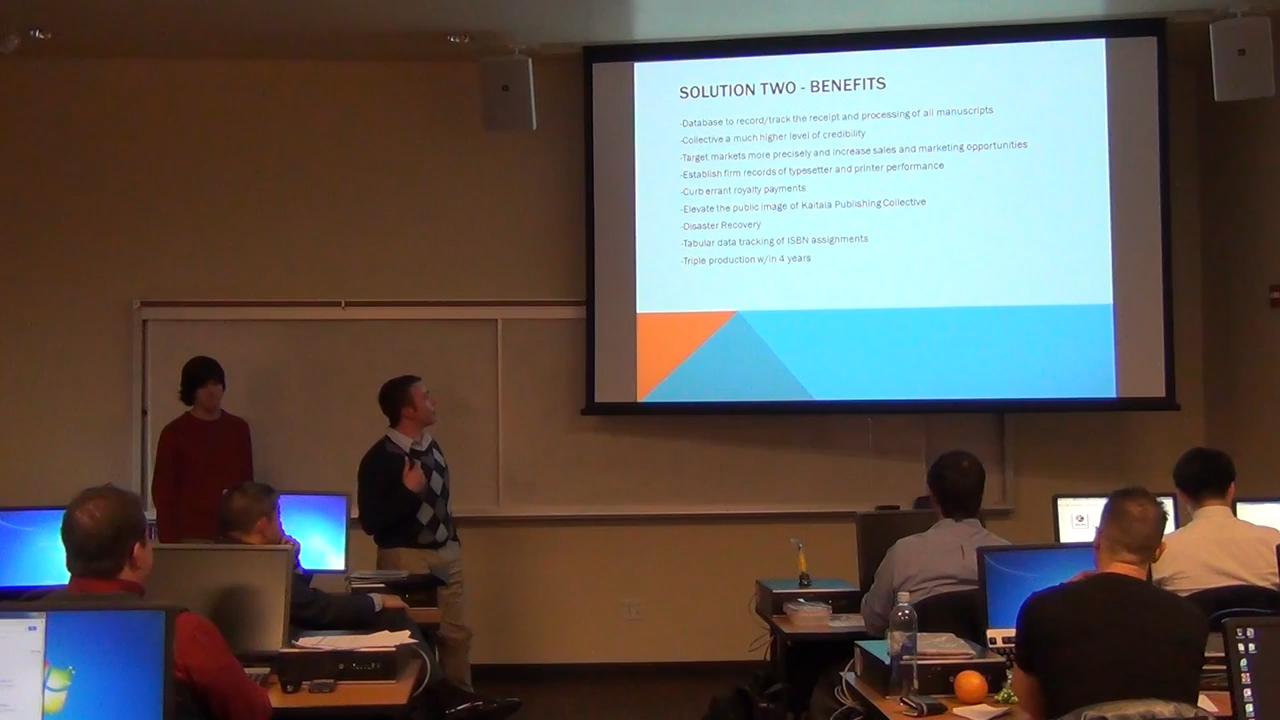 SOLUTION TWO - BENEFITS
-Database to record/track the receipt and processing of all manuscripts
-Collective a much higher level of credibility
-Target markets more precisely and increase sales and marketing opportunities
-Establish firm records of typesetter and printer performance
-Curb errant royalty payments
-Elevate the public image of Kaitaia Publishing Collective
-Disaster Recovery
-Tabular data tracking of ISBN assignments
-Triple production w/in 4 years